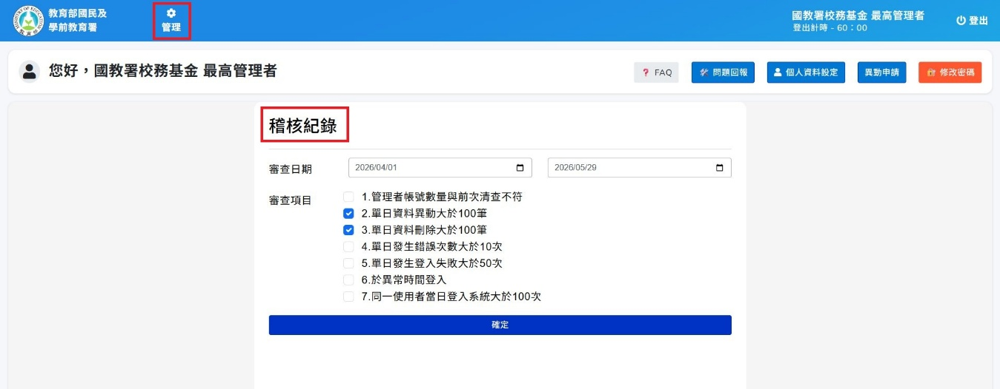 教育部國民及
學前教育署
管理
國教署校務基金 最高管理者
登出計時 - 60：00
登出
您好，國教署校務基金 最高管理者
FAQ
問題回報
個人資料設定
異動申請
修改密碼
稽核紀錄
審查日期
2026/04/01
2026/05/29
審查項目
1.管理者帳號數量與前次清查不符
2.單日資料異動大於100筆
3.單日資料刪除大於100筆
4.單日發生錯誤次數大於10次
5.單日發生登入失敗大於50次
6.於異常時間登入
7.同一使用者當日登入系統大於100次
確定